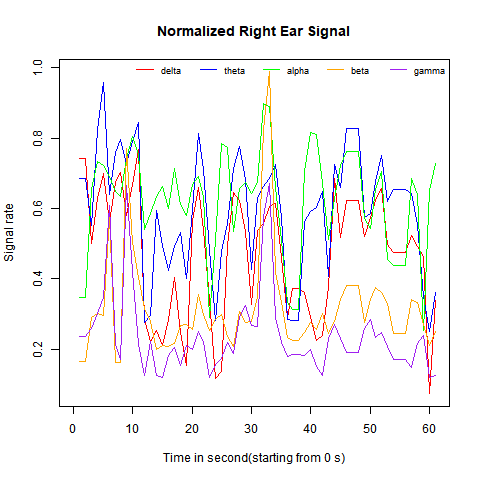 Normalized Right Ear Signal
delta theta alpha beta gamma
1.0
0.8
0.6
0.4
0.2
Signal rate
0 10 20 30 40 50 60
Time in second(starting from 0 s)